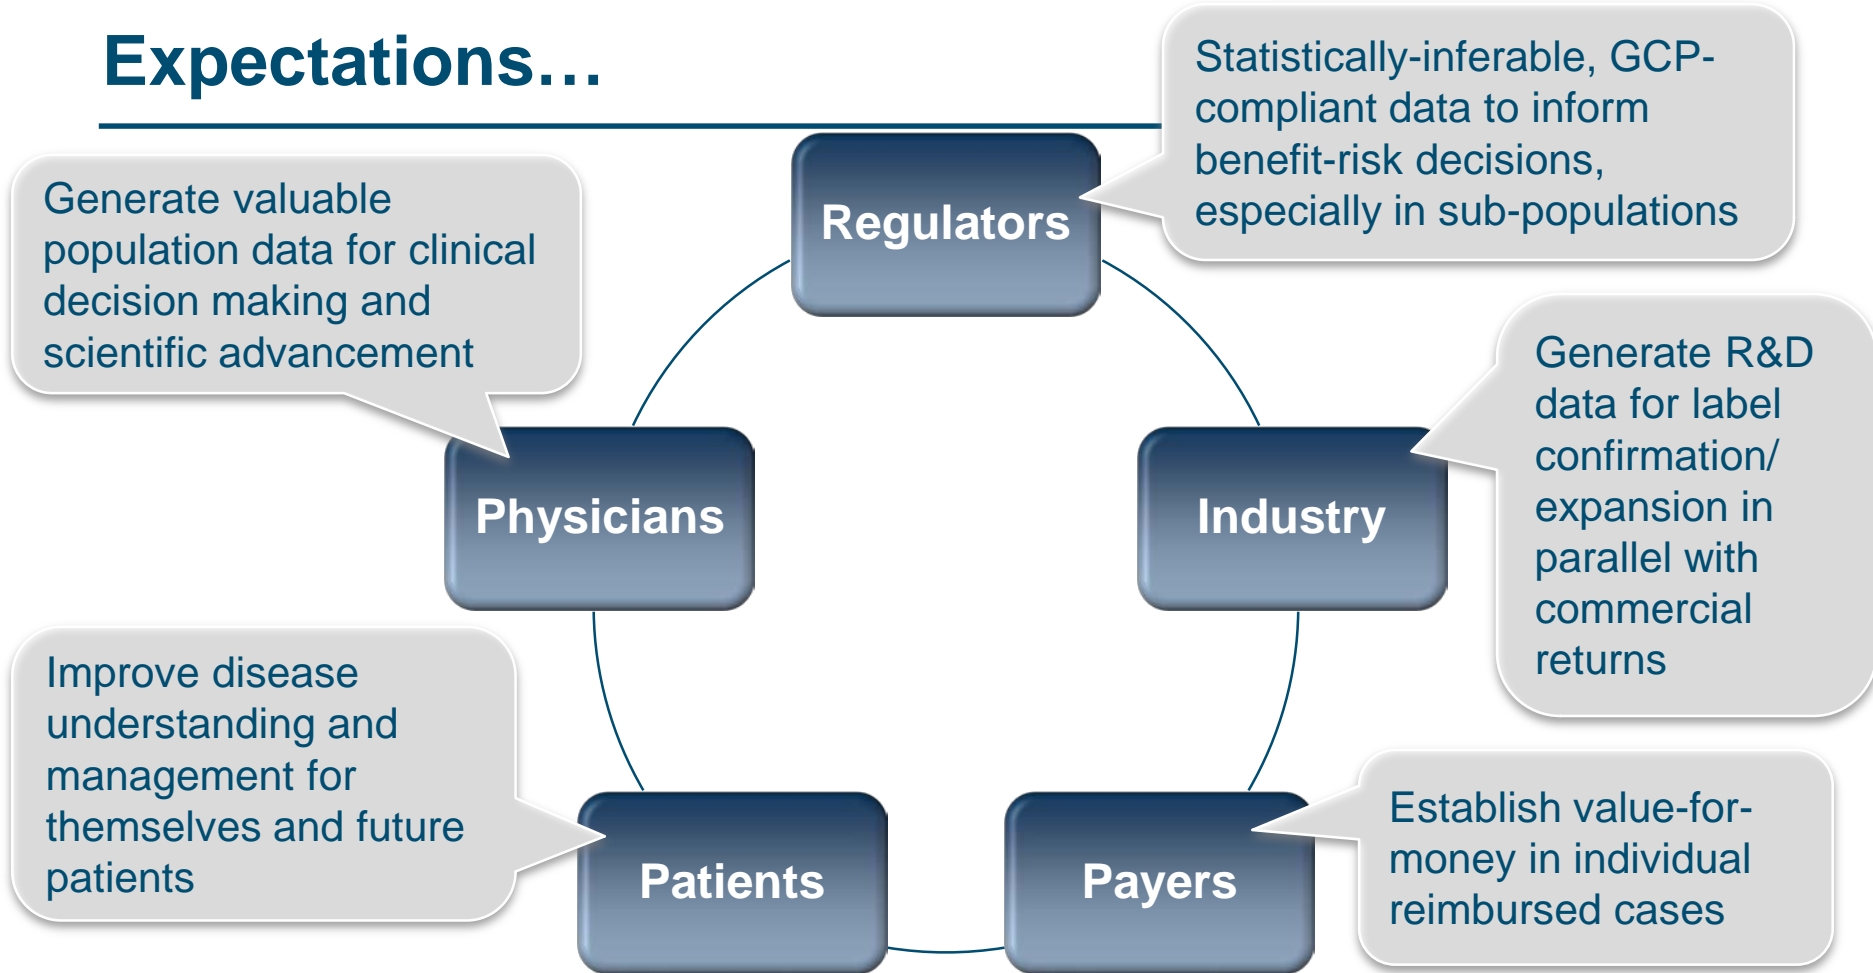 Expectations…
Statistically-inferable, GCP-
compliant data to inform
benefit-risk decisions,
especially in sub-populations
Regulators
Generate valuable
population data for clinical
decision making and
scientific advancement
Physicians
Generate R&D
data for label
confirmation/
expansion in
parallel with
commercial
returns
Industry
Improve disease
understanding and
management for
themselves and future
patients
Patients
Establish value-for-
money in individual
reimbursed cases
Payers